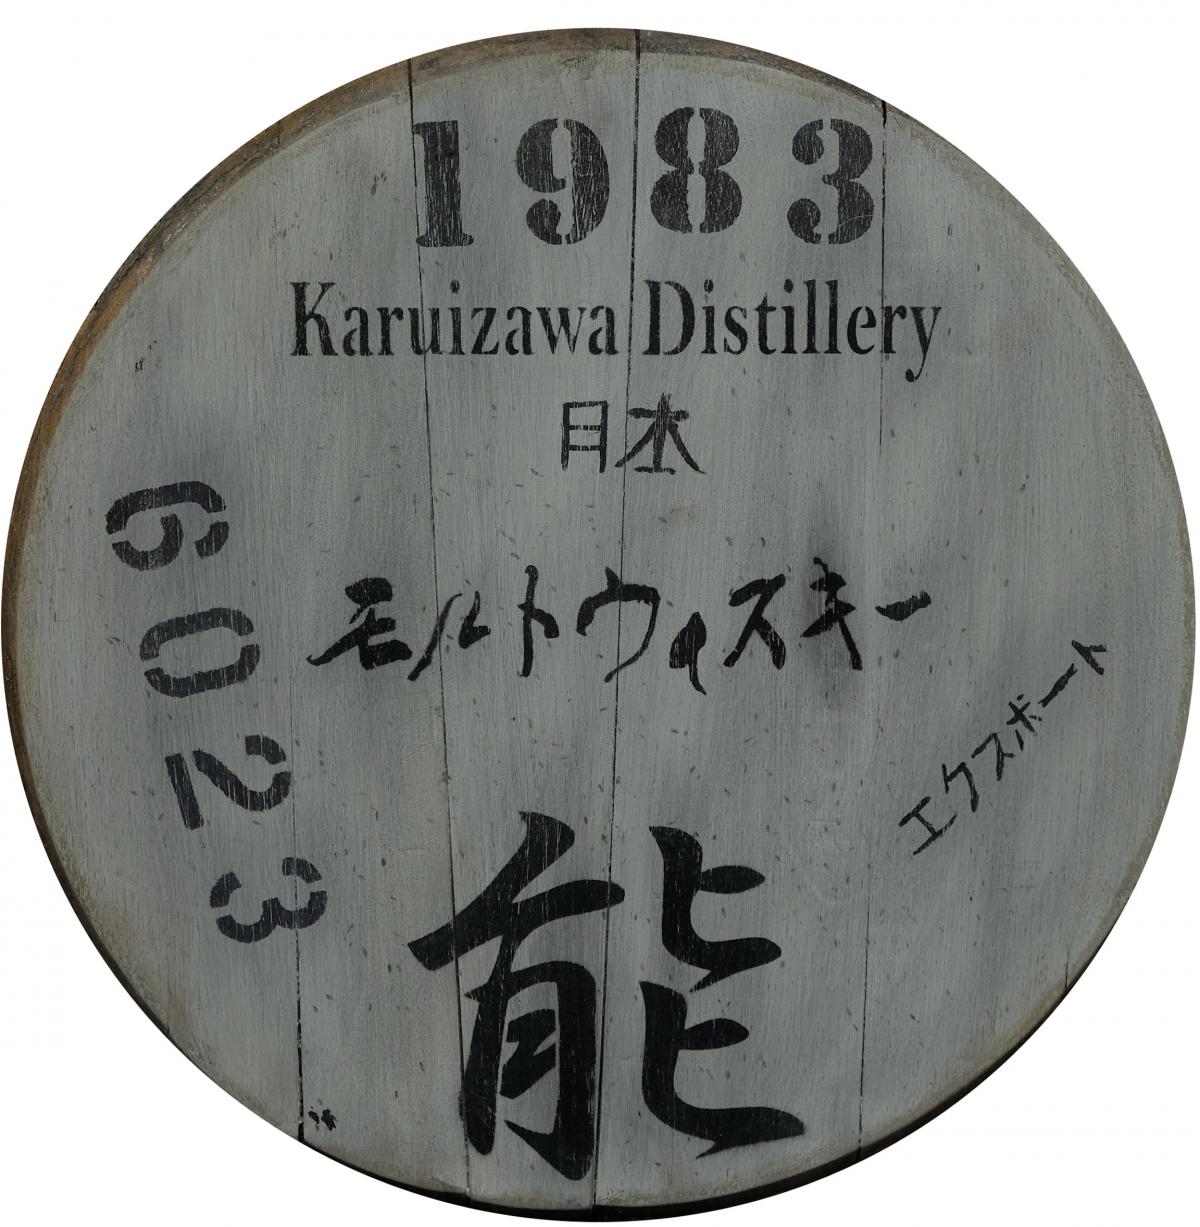 1983
Karuizawa Distillery
日本
モルトウィスキー
6023
エクスポート
能